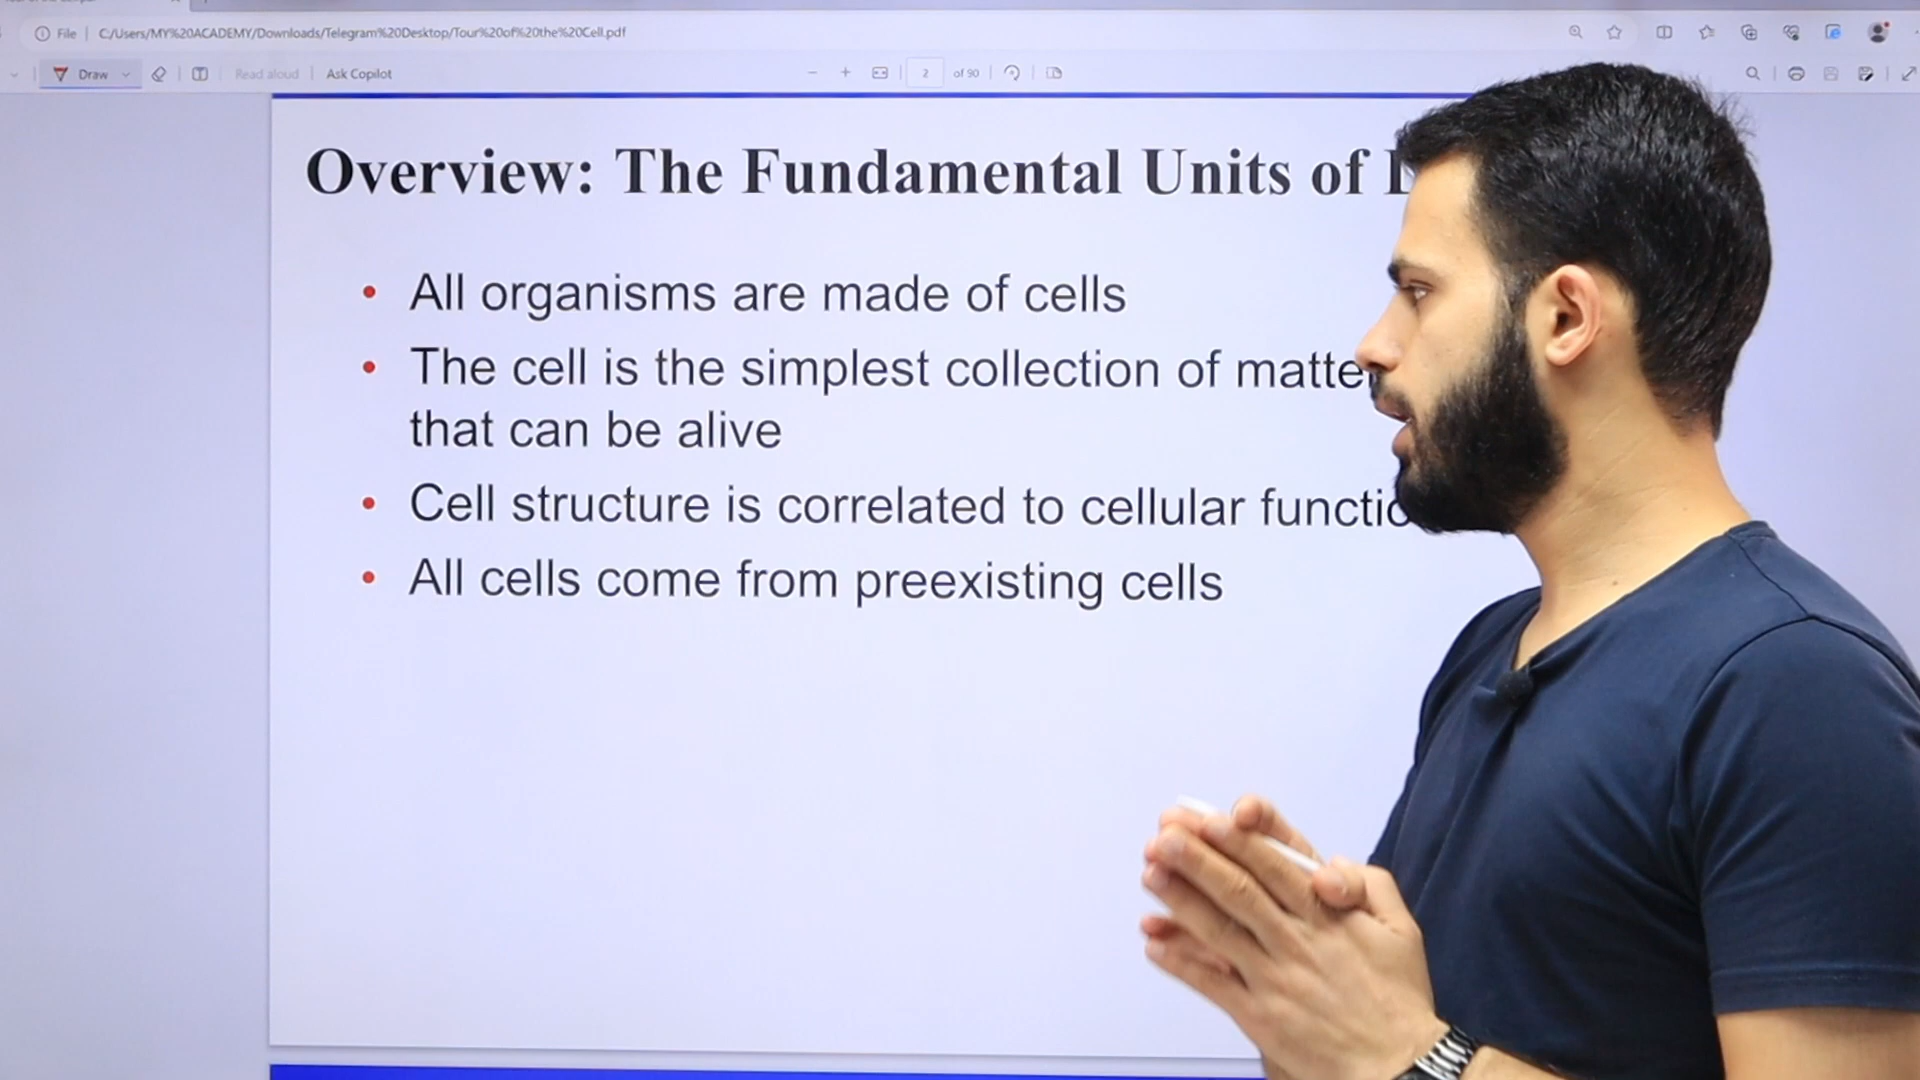 File | C:/Users/MY%20ACADEMY/Downloads/Telegram%20Desktop/Tour%20of%20the%20Cell.pdf
Draw Read aloud Ask Copilot 2 of 90
Overview: The Fundamental Units of
• All organisms are made of cells
• The cell is the simplest collection of matte
that can be alive
• Cell structure is correlated to cellular functio
• All cells come from preexisting cells